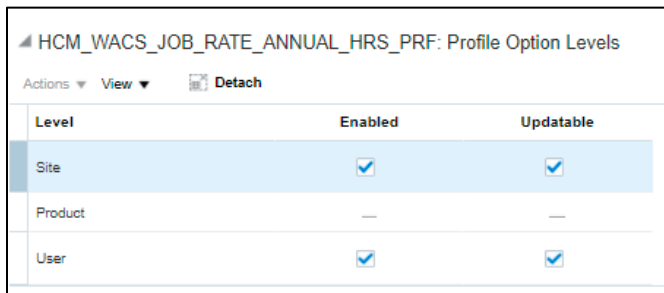 HCM_WACS_JOB_RATE_ANNUAL_HRS_PRF: Profile Option Levels
Actions View Detach
Level Enabled Updatable
Site
Product — —
User